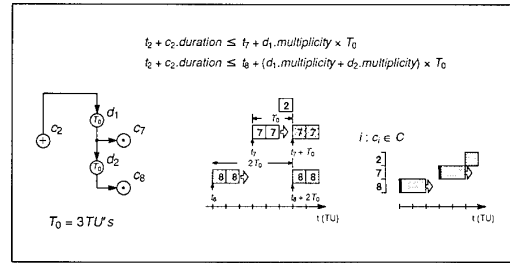 t₂ + c₂.duration ≤ t₇ + d₁.multiplicity × T₀
t₂ + c₂.duration ≤ t₈ + (d₁.multiplicity + d₂.multiplicity) × T₀
c₂
+
d₁
T₀
c₇
d₂
T₀
c₈
T₀ = 3TU's
2
T₀
7 7 7 7
t₇ t₇ + T₀
2T₀
8 8 8 8
t₈ t₈ + 2T₀
t (TU)
i : cᵢ ∈ C
2
7
8
t (TU)